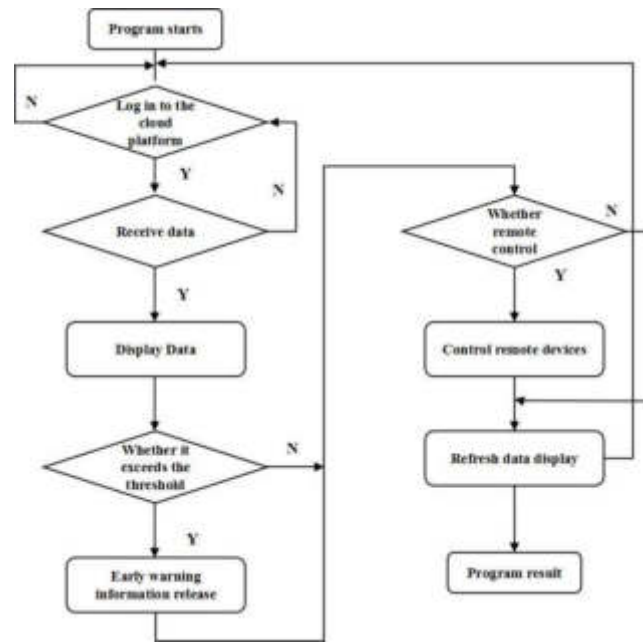 Program starts
N
Log in to the
cloud
platform
Y
N
Receive data
Y
Display Data
Whether it
exceeds the
threshold
N
Y
Early warning
information release
Whether
remote
control
N
Y
Control remote devices
Refresh data display
Program result